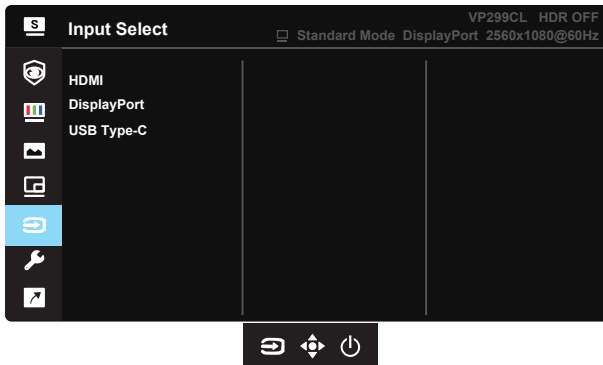 S
Input Select
VP299CL HDR OFF
Standard Mode DisplayPort 2560x1080@60Hz
HDMI
DisplayPort
USB Type-C